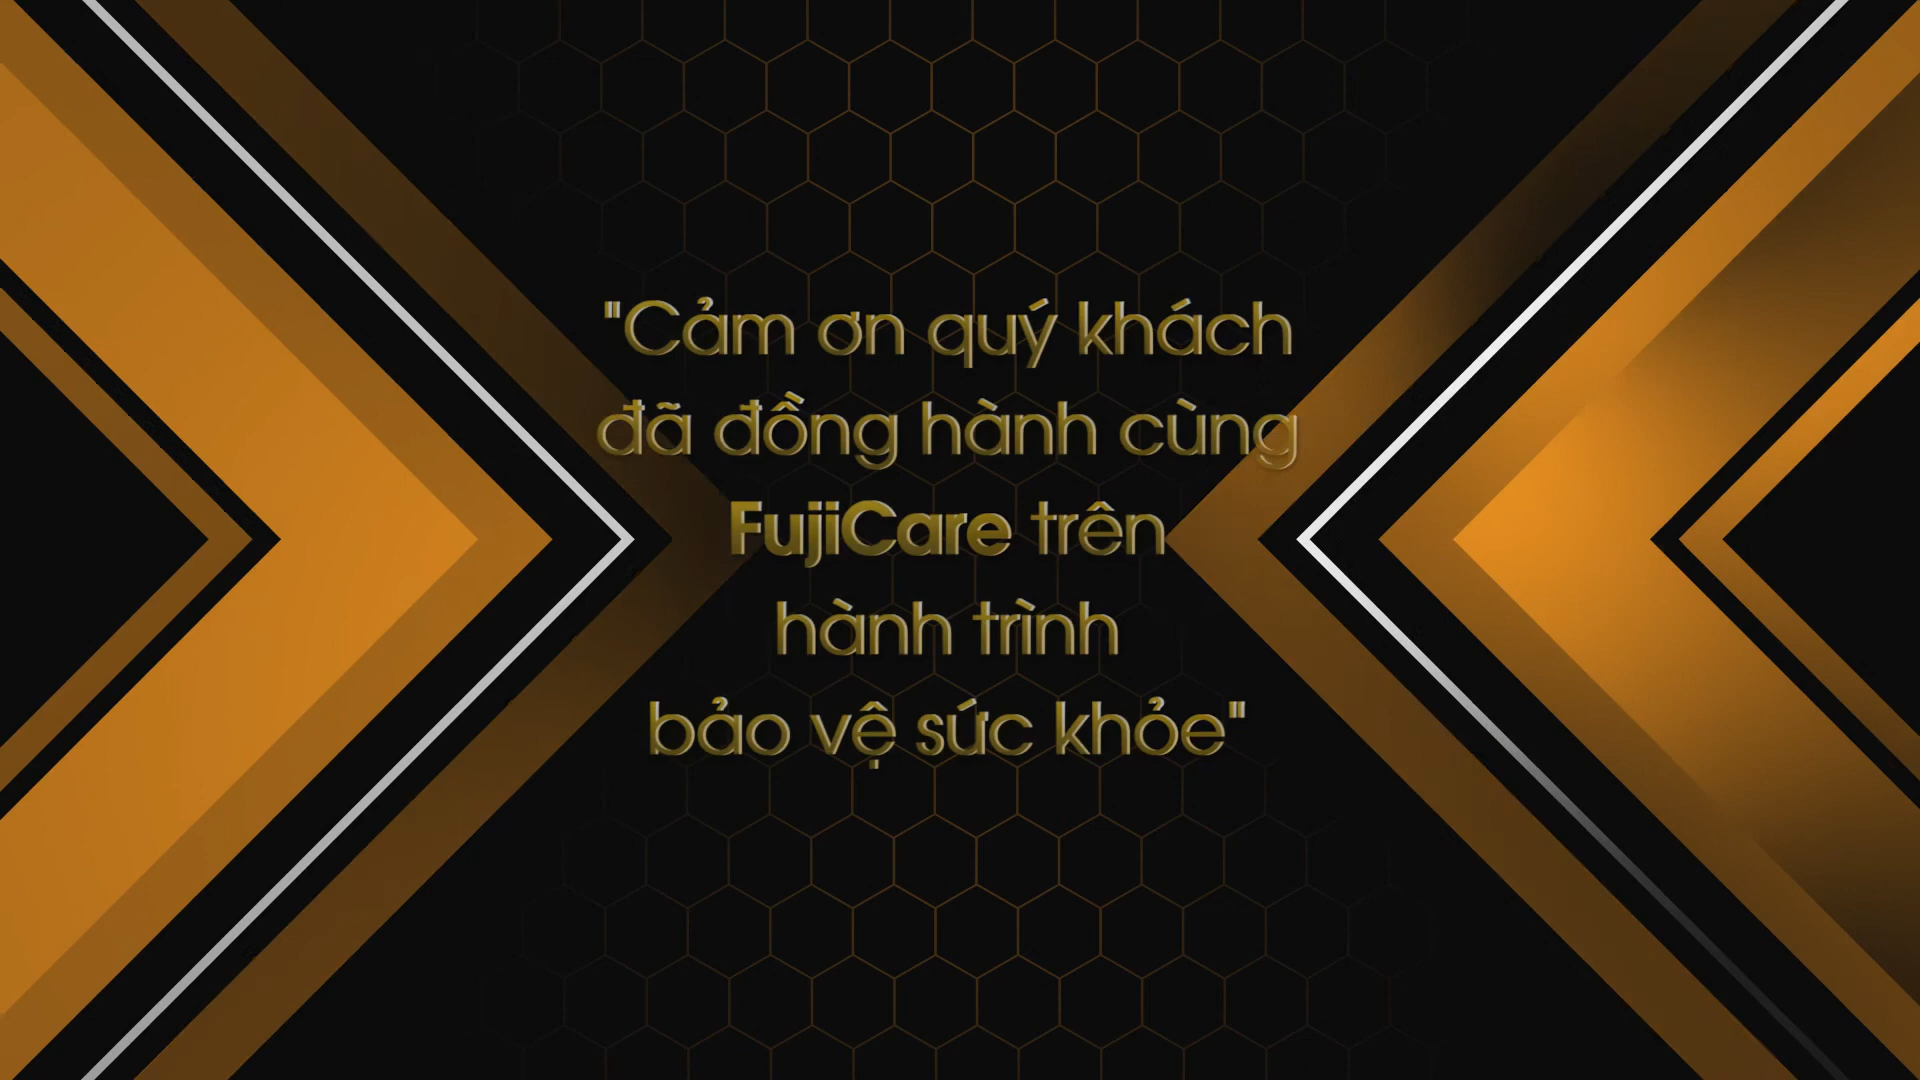 "Cảm ơn quý khách
đã đồng hành cùng
FujiCare trên
hành trình
bảo vệ sức khỏe"